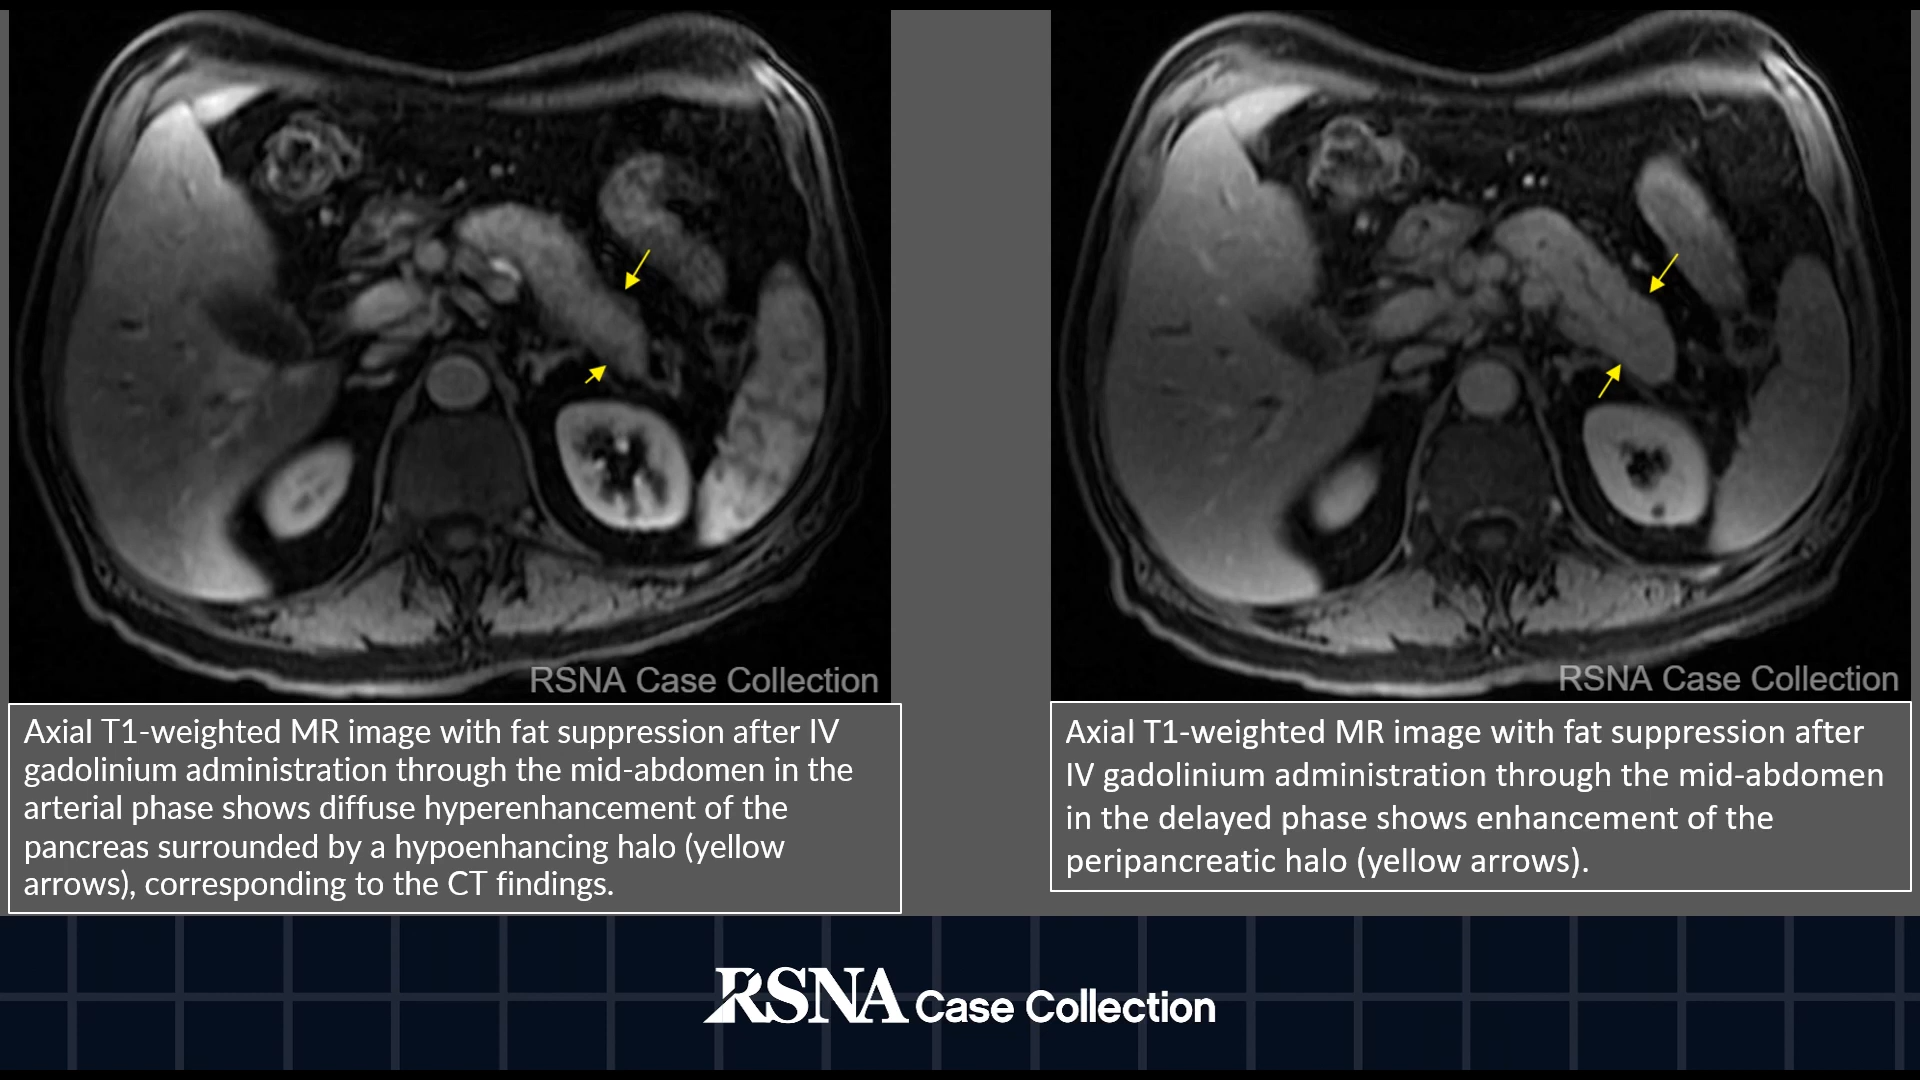 RSNA Case Collection
Axial T1-weighted MR image with fat suppression after IV
gadolinium administration through the mid-abdomen in the
arterial phase shows diffuse hyperenhancement of the
pancreas surrounded by a hypoenhancing halo (yellow
arrows), corresponding to the CT findings.
RSNA Case Collection
Axial T1-weighted MR image with fat suppression after
IV gadolinium administration through the mid-abdomen
in the delayed phase shows enhancement of the
peripancreatic halo (yellow arrows).
RSNA Case Collection